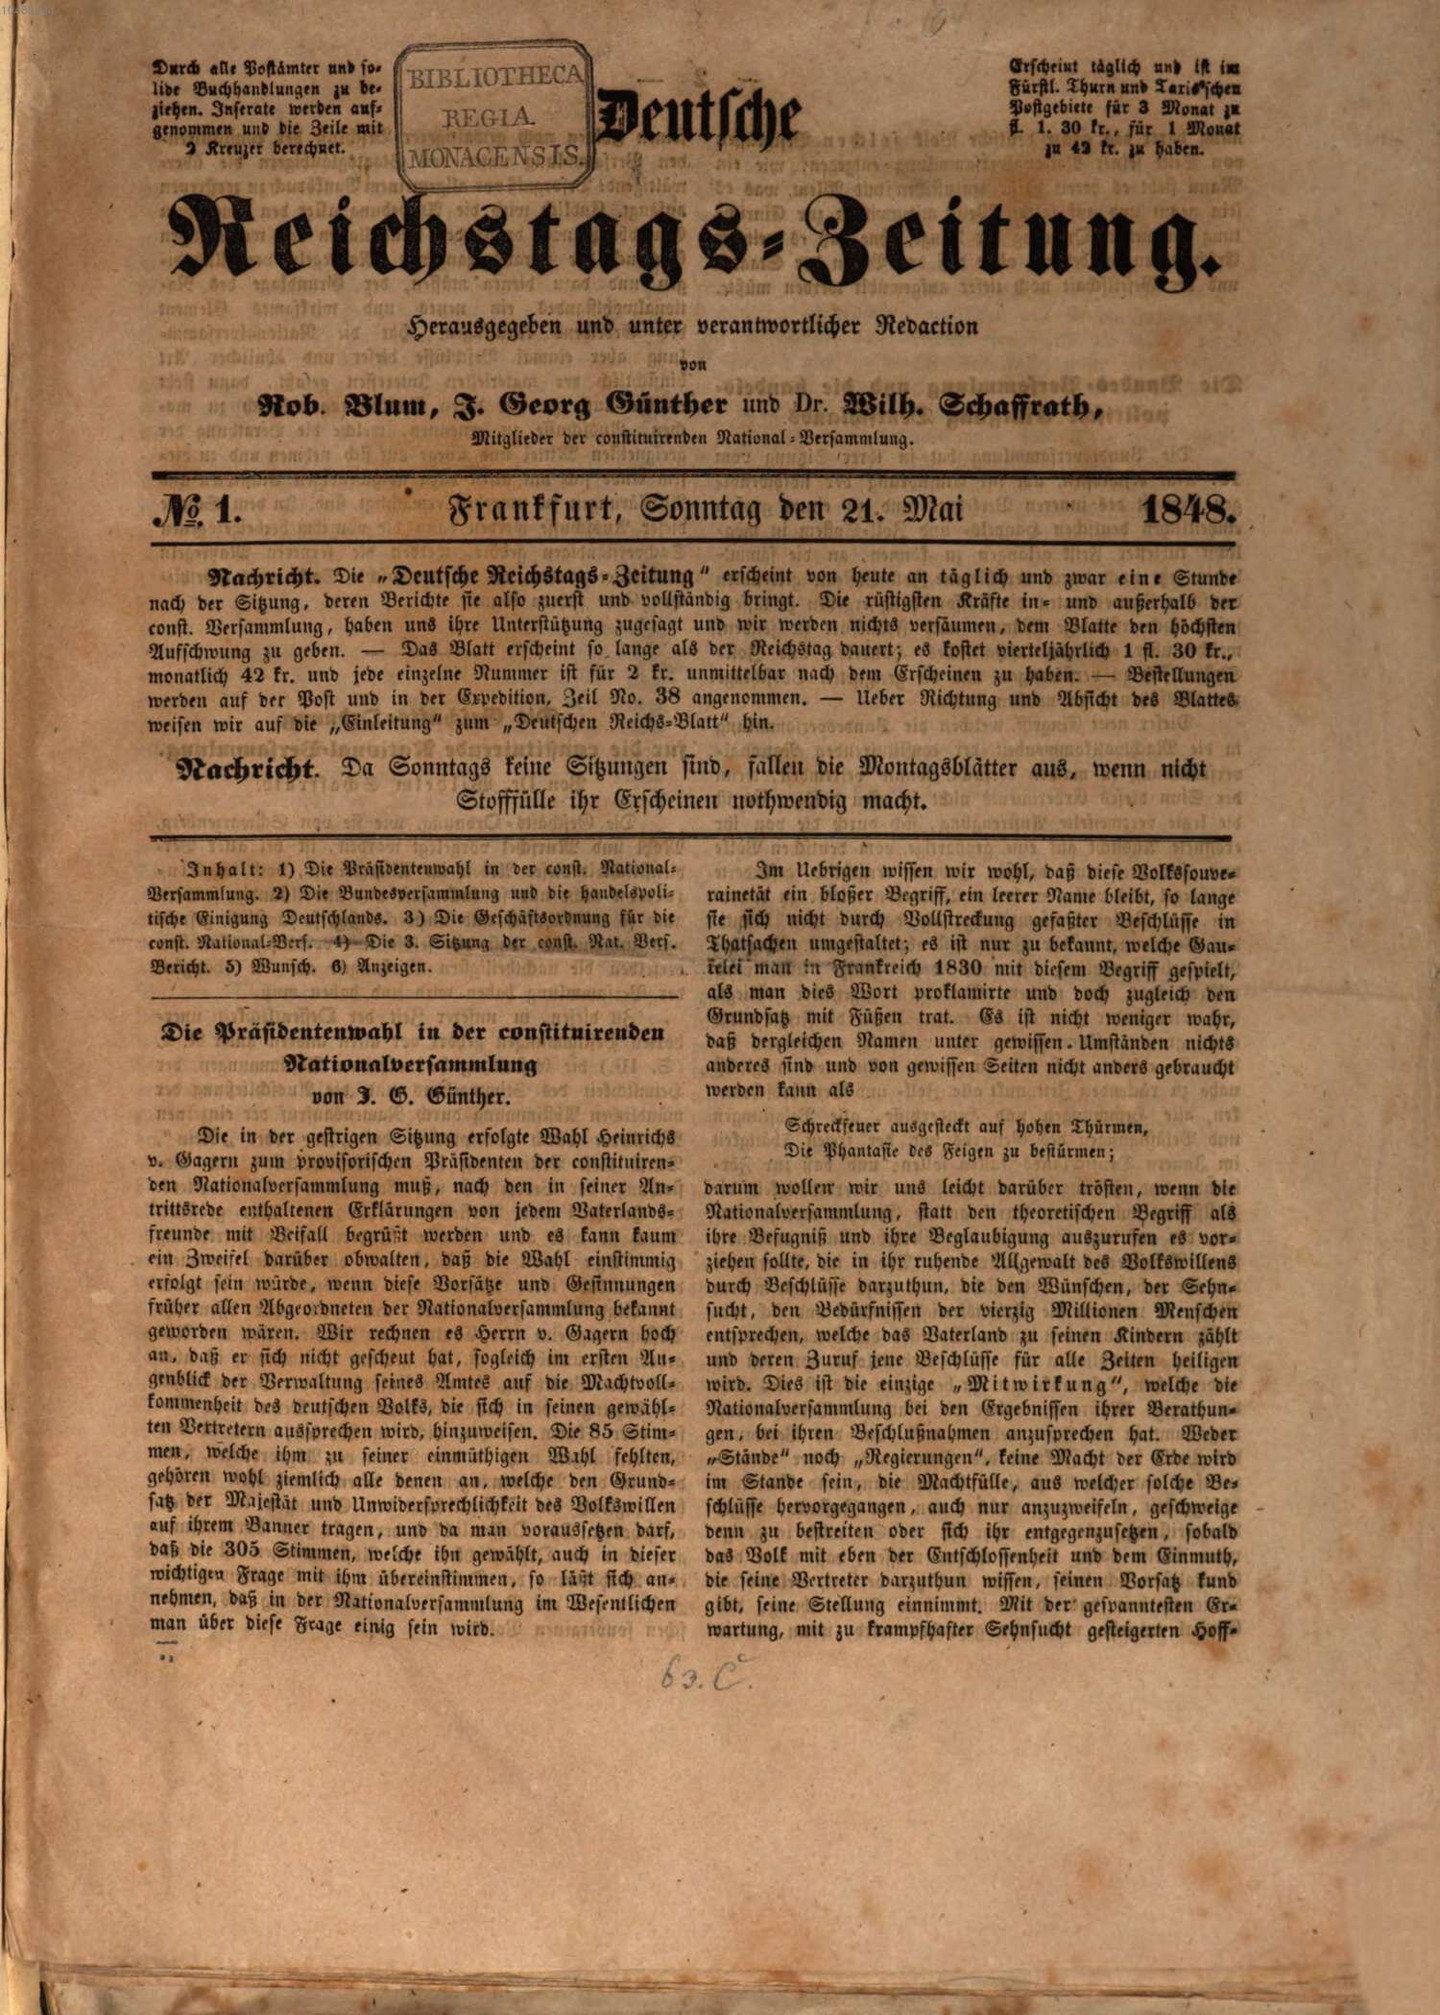 Durch alle Postämter und so-
lide Buchhandlungen zu be-
ziehen. Inserate werden auf-
genommen und die Zeile mit
2 Kreuzer berechnet.
BIBLIOTHECA
REGIA
MONACENSIS.
Erscheint täglich und ist im
Fürstl. Thurn und Taxis'schen
Postgebiete für 3 Monat zu
fl. 1. 30 kr., für 1 Monat
zu 42 kr. zu haben.
Deutsche
Reichstags-Zeitung.
Herausgegeben und unter verantwortlicher Redaction
von
Rob. Blum, J. Georg Günther und Dr. Wilh. Schaffrath,
Mitglieder der constituirenden National-Versammlung.
No. 1. Frankfurt, Sonntag den 21. Mai 1848.
Nachricht. Die „Deutsche Reichstags-Zeitung“ erscheint von heute an täglich und zwar eine Stunde
nach der Sitzung, deren Berichte sie also zuerst und vollständig bringt. Die rüstigsten Kräfte in- und außerhalb der
const. Versammlung, haben uns ihre Unterstützung zugesagt und wir werden nichts versäumen, dem Blatte den höchsten
Aufschwung zu geben. — Das Blatt erscheint so lange als der Reichstag dauert; es kostet vierteljährlich 1 fl. 30 kr.,
monatlich 42 kr. und jede einzelne Nummer ist für 2 kr. unmittelbar nach dem Erscheinen zu haben. — Bestellungen
werden auf der Post und in der Expedition, Zeil No. 38 angenommen. — Ueber Richtung und Absicht des Blattes
weisen wir auf die „Einleitung“ zum „Deutschen Reichs-Blatt“ hin.
Nachricht. Da Sonntags keine Sitzungen sind, fallen die Montagsblätter aus, wenn nicht
Stofffülle ihr Erscheinen nothwendig macht.
Inhalt: 1) Die Präsidentenwahl in der const. National-
Versammlung. 2) Die Bundesversammlung und die handelspoli-
tische Einigung Deutschlands. 3) Die Geschäftsordnung für die
const. National-Vers. 4) Die 3. Sitzung der const. Nat. Vers.
Bericht. 5) Wunsch. 6) Anzeigen.
Die Präsidentenwahl in der constituirenden
Nationalversammlung
von J. G. Günther.
Die in der gestrigen Sitzung erfolgte Wahl Heinrichs
v. Gagern zum provisorischen Präsidenten der constituiren-
den Nationalversammlung muß, nach den in seiner An-
trittsrede enthaltenen Erklärungen von jedem Vaterlands-
freunde mit Beifall begrüßt werden und es kann kaum
ein Zweifel darüber obwalten, daß die Wahl einstimmig
erfolgt sein würde, wenn diese Vorsätze und Gesinnungen
früher allen Abgeordneten der Nationalversammlung bekannt
geworden wären. Wir rechnen es Herrn v. Gagern hoch
an, daß er sich nicht gescheut hat, sogleich im ersten Au-
genblick der Verwaltung seines Amtes auf die Machtvoll-
kommenheit des deutschen Volks, die sich in seinen gewähl-
ten Vertretern aussprechen wird, hinzuweisen. Die 85 Stim-
men, welche ihm zu seiner einmüthigen Wahl fehlten,
gehören wohl ziemlich alle denen an, welche den Grund-
satz der Majestät und Unwidersprechlichkeit des Volkswillen
auf ihrem Banner tragen, und da man voraussetzen darf,
daß die 305 Stimmen, welche ihn gewählt, auch in dieser
wichtigen Frage mit ihm übereinstimmen, so läßt sich an-
nehmen, daß in der Nationalversammlung im Wesentlichen
man über diese Frage einig sein wird.
Im Uebrigen wissen wir wohl, daß diese Volkssouve-
rainetät ein bloßer Begriff, ein leerer Name bleibt, so lange
sie sich nicht durch Vollstreckung gefaßter Beschlüsse in
Thatsachen umgestaltet; es ist nur zu bekannt, welche Gau-
kelei man in Frankreich 1830 mit diesem Begriff gespielt,
als man dies Wort proklamirte und doch zugleich den
Grundsatz mit Füßen trat. Es ist nicht weniger wahr,
daß dergleichen Namen unter gewissen Umständen nichts
anderes sind und von gewissen Seiten nicht anders gebraucht
werden kann als
Schreckfeuer ausgesteckt auf hohen Thürmen,
Die Phantasie des Feigen zu bestürmen;
darum wollen wir uns leicht darüber trösten, wenn die
Nationalversammlung, statt den theoretischen Begriff als
ihre Befugniß und ihre Beglaubigung auszurufen es vor-
ziehen sollte, die in ihr ruhende Allgewalt des Volkswillens
durch Beschlüsse darzuthun, die den Wünschen, der Sehn-
sucht, den Bedürfnissen der vierzig Millionen Menschen
entsprechen, welche das Vaterland zu seinen Kindern zählt
und deren Zuruf jene Beschlüsse für alle Zeiten heiligen
wird. Dies ist die einzige „Mitwirkung“, welche die
Nationalversammlung bei den Ergebnissen ihrer Berathun-
gen, bei ihren Beschlußnahmen anzusprechen hat. Weder
„Stände“ noch „Regierungen“, keine Macht der Erde wird
im Stande sein, die Machtfülle, aus welcher solche Be-
schlüsse hervorgegangen, auch nur anzuzweifeln, geschweige
denn zu bestreiten oder sich ihr entgegenzusetzen, sobald
das Volk mit eben der Entschlossenheit und dem Einmuth,
die seine Vertreter darzuthun wissen, seinen Vorsatz kund
gibt, seine Stellung einnimmt. Mit der gespanntesten Er-
wartung, mit zu krampfhafter Sehnsucht gesteigerten Hoff-
63. C.